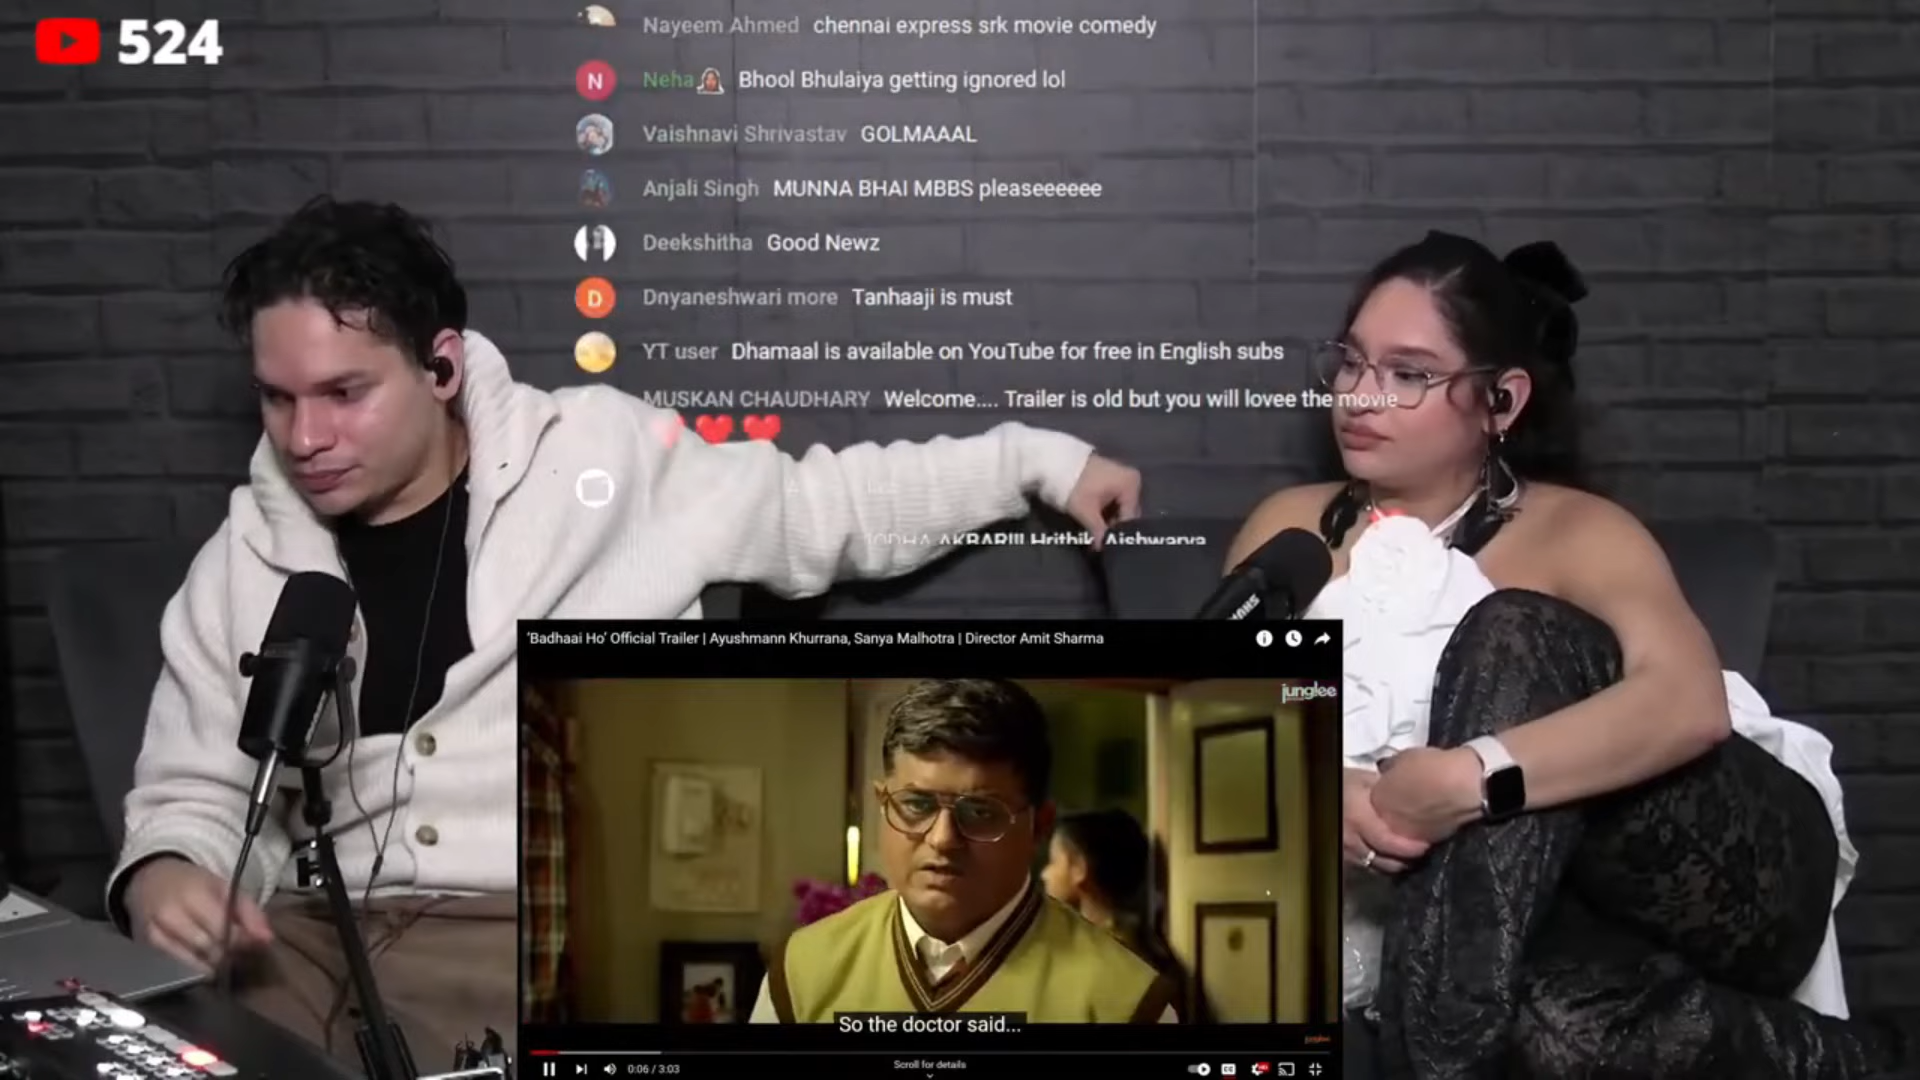 524
Nayeem Ahmed chennai express srk movie comedy
N Neha Bhool Bhulaiya getting ignored lol
Vaishnavi Shrivastav GOLMAAAL
Anjali Singh MUNNA BHAI MBBS pleaseeeeee
Deekshitha Good Newz
D Dnyaneshwari more Tanhaaji is must
YT user Dhamaal is available on YouTube for free in English subs
MUSKAN CHAUDHARY Welcome.... Trailer is old but you will lovee the movie
JODHA AKBAR!!! Hrithik, Aishwarya
'Badhaai Ho' Official Trailer | Ayushmann Khurrana, Sanya Malhotra | Director Amit Sharma
junglee
So the doctor said...
0:06 / 3:03
Scroll for details